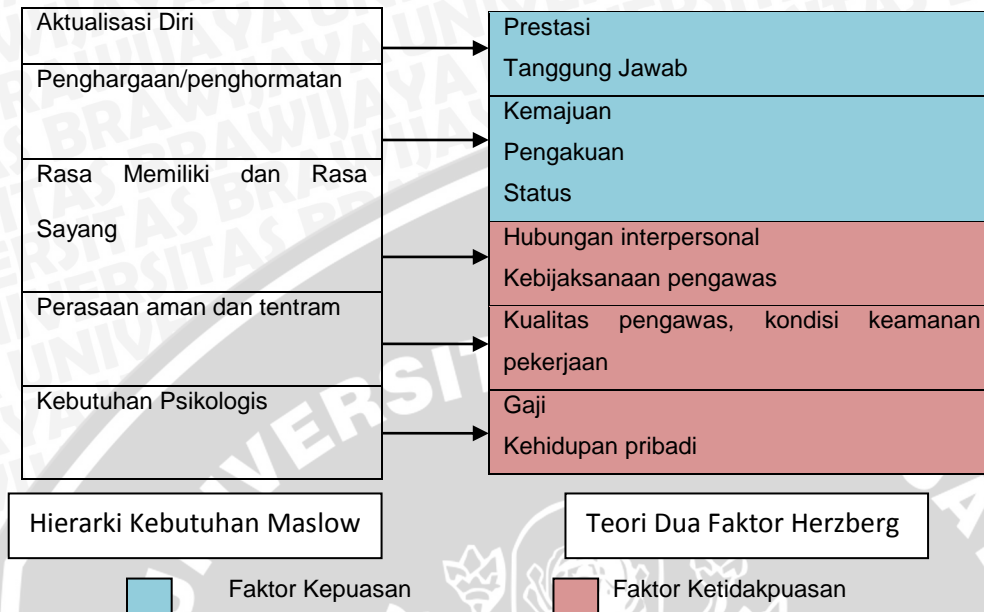 Aktualisasi Diri
Penghargaan/penghormatan
Rasa Memiliki dan Rasa
Sayang
Perasaan aman dan tentram
Kebutuhan Psikologis
Prestasi
Tanggung Jawab
Kemajuan
Pengakuan
Status
Hubungan interpersonal
Kebijaksanaan pengawas
Kualitas pengawas, kondisi keamanan
pekerjaan
Gaji
Kehidupan pribadi
Hierarki Kebutuhan Maslow
Teori Dua Faktor Herzberg
Faktor Kepuasan
Faktor Ketidakpuasan